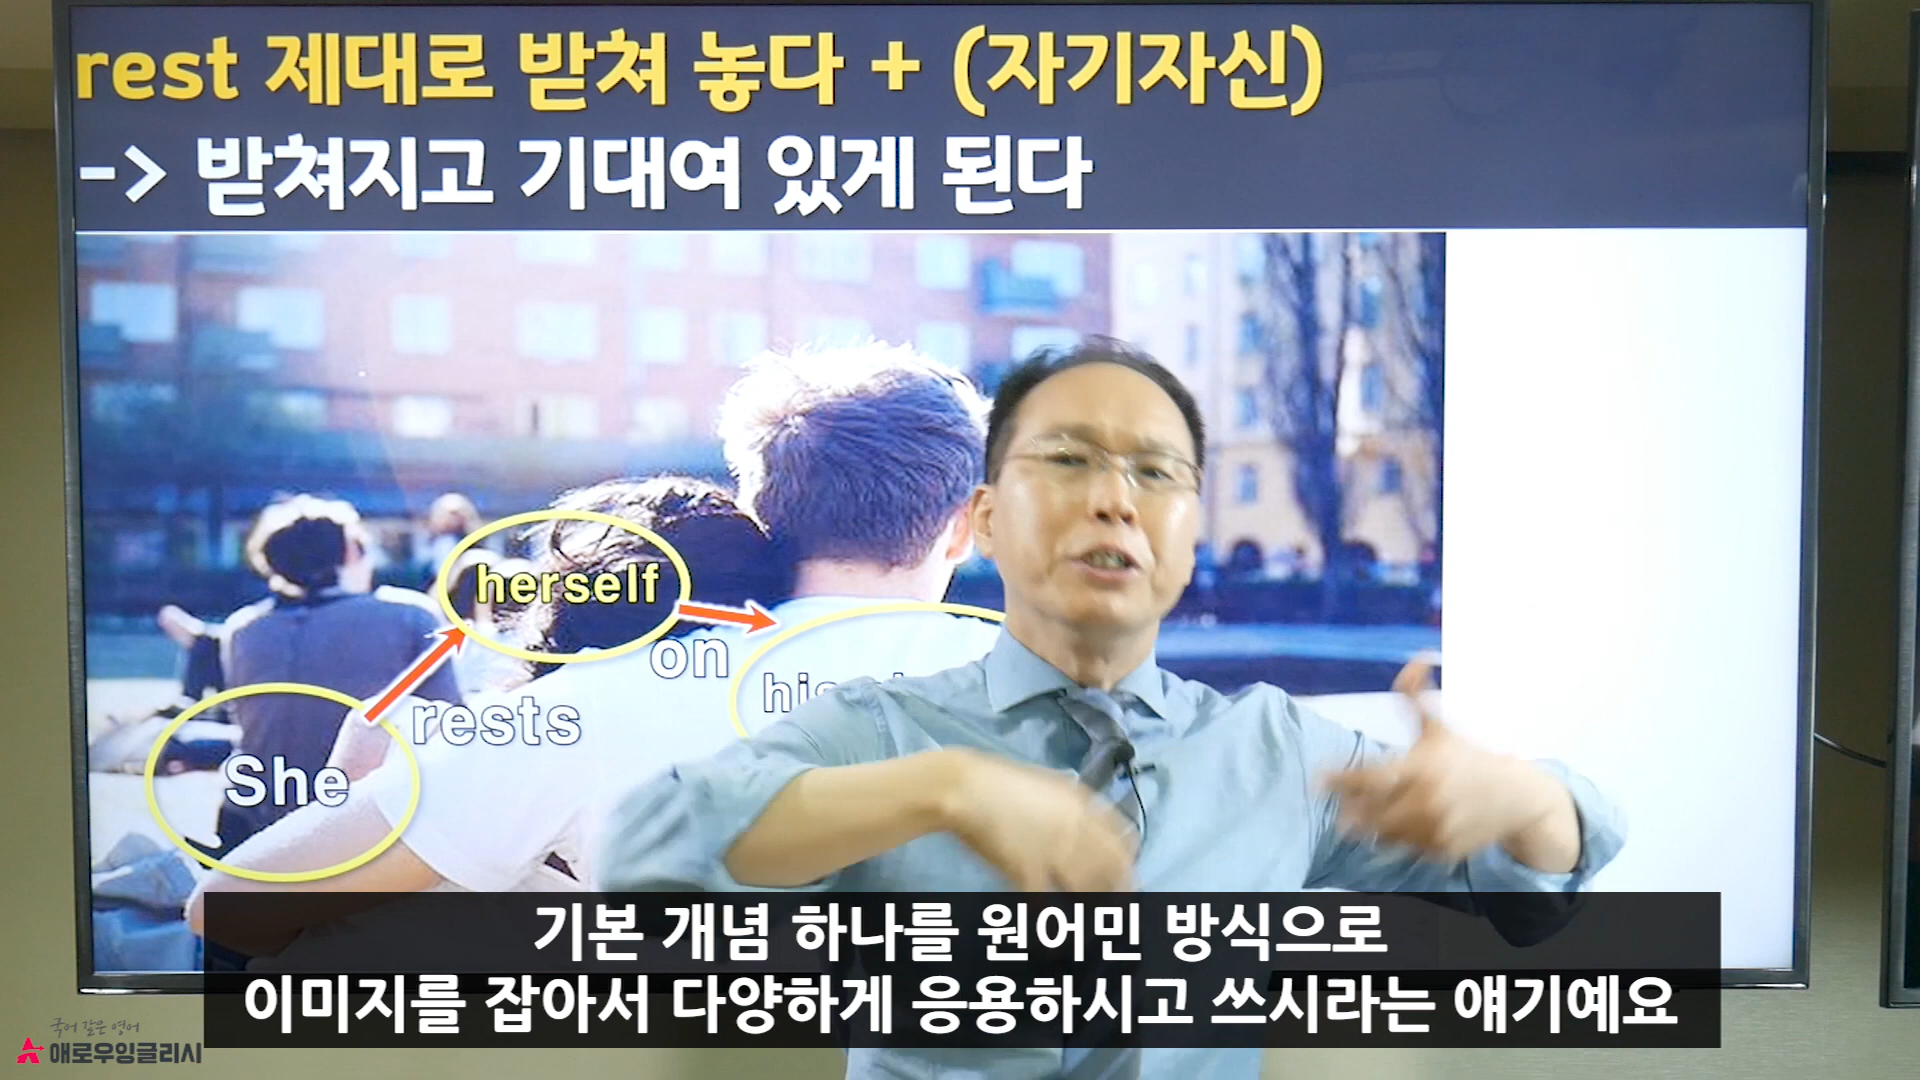 rest 제대로 받쳐 놓다 + (자기자신)
-> 받쳐지고 기대여 있게 된다
herself
on
rests
She
기본 개념 하나를 원어민 방식으로
이미지를 잡아서 다양하게 응용하시고 쓰시라는 얘기예요
국어 같은 영어
애로우잉글리시